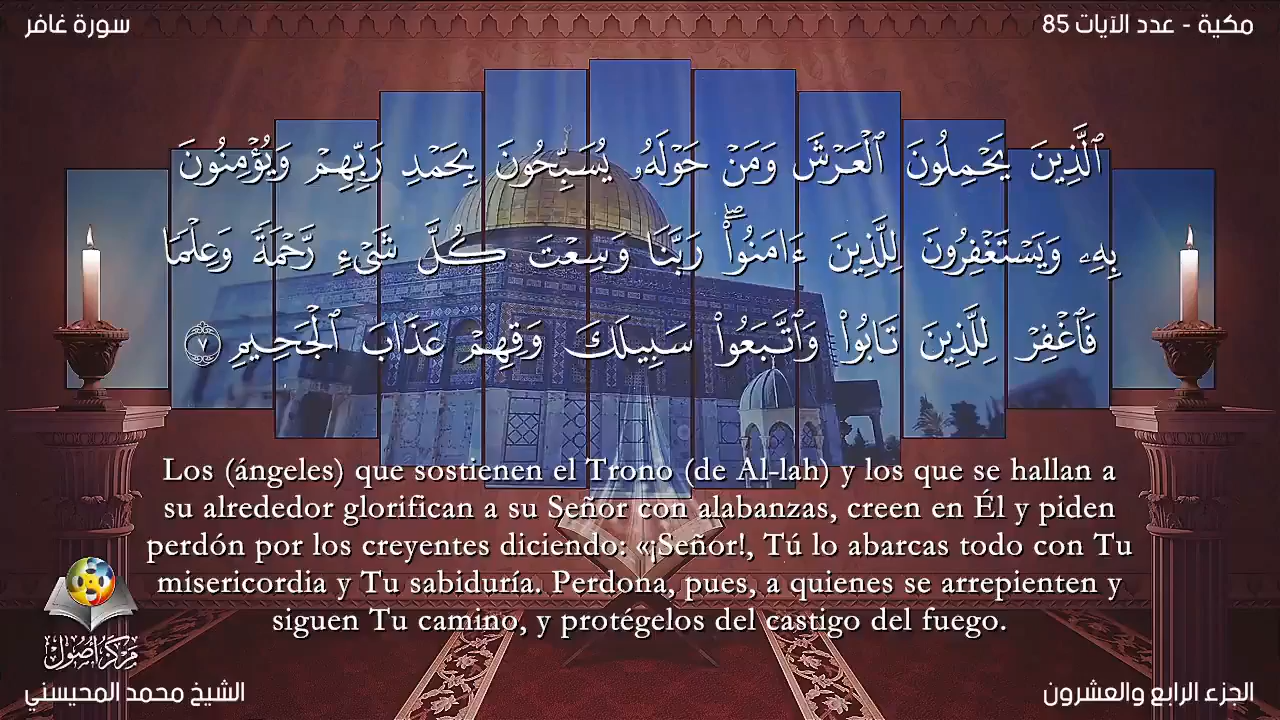 سورة غافر
مكية - عدد الآيات 85
ٱلَّذِينَ يَحْمِلُونَ ٱلْعَرْشَ وَمَنْ حَوْلَهُۥ يُسَبِّحُونَ بِحَمْدِ رَبِّهِمْ وَيُؤْمِنُونَ
بِهِۦ وَيَسْتَغْفِرُونَ لِلَّذِينَ ءَامَنُوا۟ۖ رَبَّنَا وَسِعْتَ كُلَّ شَىْءٍ رَّحْمَةً وَعِلْمًا
فَٱغْفِرْ لِلَّذِينَ تَابُوا۟ وَٱتَّبَعُوا۟ سَبِيلَكَ وَقِهِمْ عَذَابَ ٱلْجَحِيمِ ٧
Los (ángeles) que sostienen el Trono (de Al-lah) y los que se hallan a
su alrededor glorifican a su Señor con alabanzas, creen en Él y piden
perdón por los creyentes diciendo: «¡Señor!, Tú lo abarcas todo con Tu
misericordia y Tu sabiduría. Perdona, pues, a quienes se arrepienten y
siguen Tu camino, y protégelos del castigo del fuego.
مركز أصول
الشيخ محمد المحيسني
الجزء الرابع والعشرون